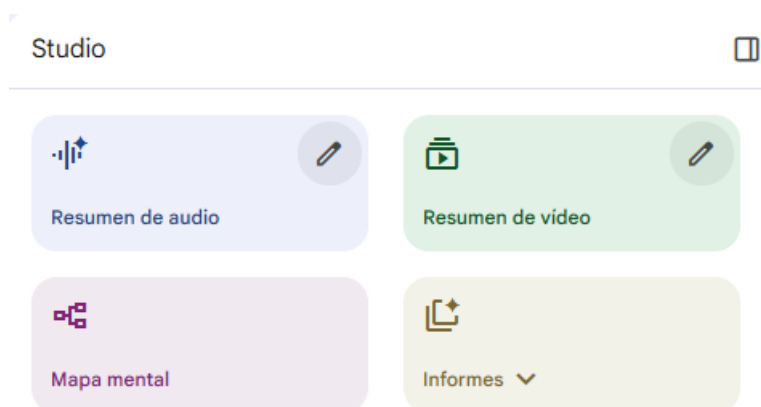 Studio
Resumen de audio
Resumen de vídeo
Mapa mental
Informes